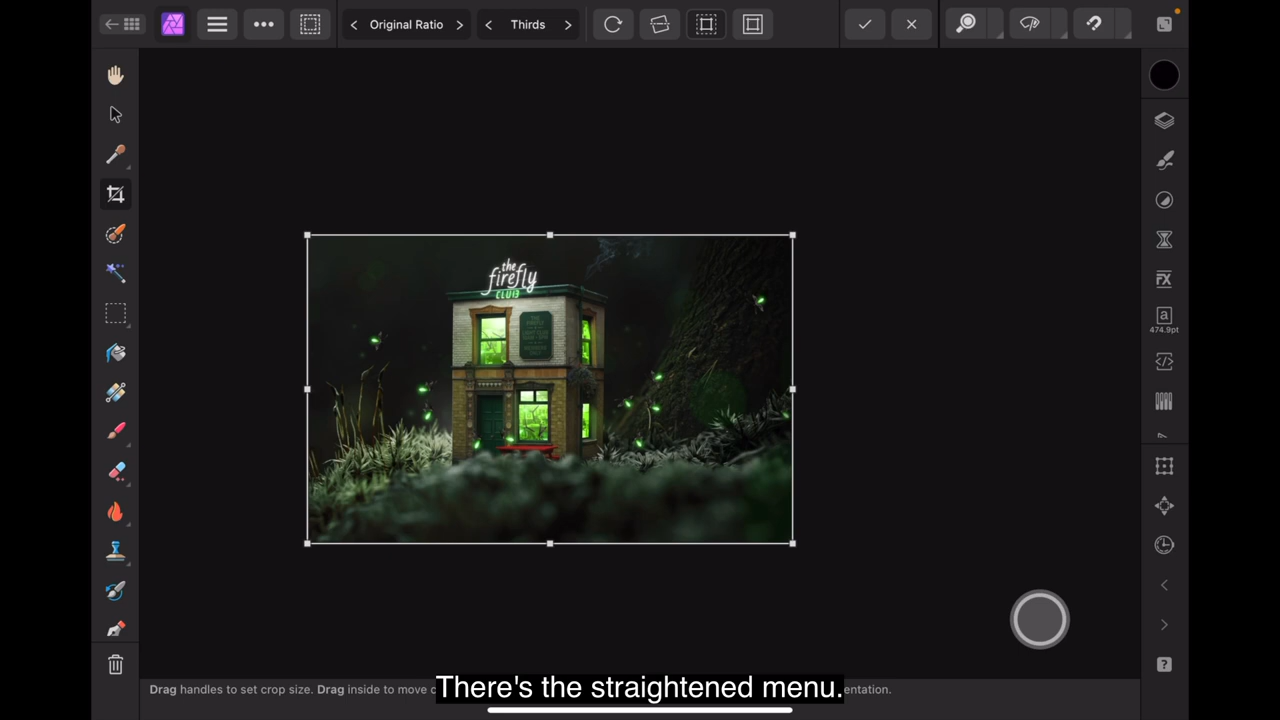 Original Ratio
Thirds
the
firefly
CLUB
a
474.9pt
FX
?
Drag handles to set crop size. Drag inside to move
entation.
There's the straightened menu.